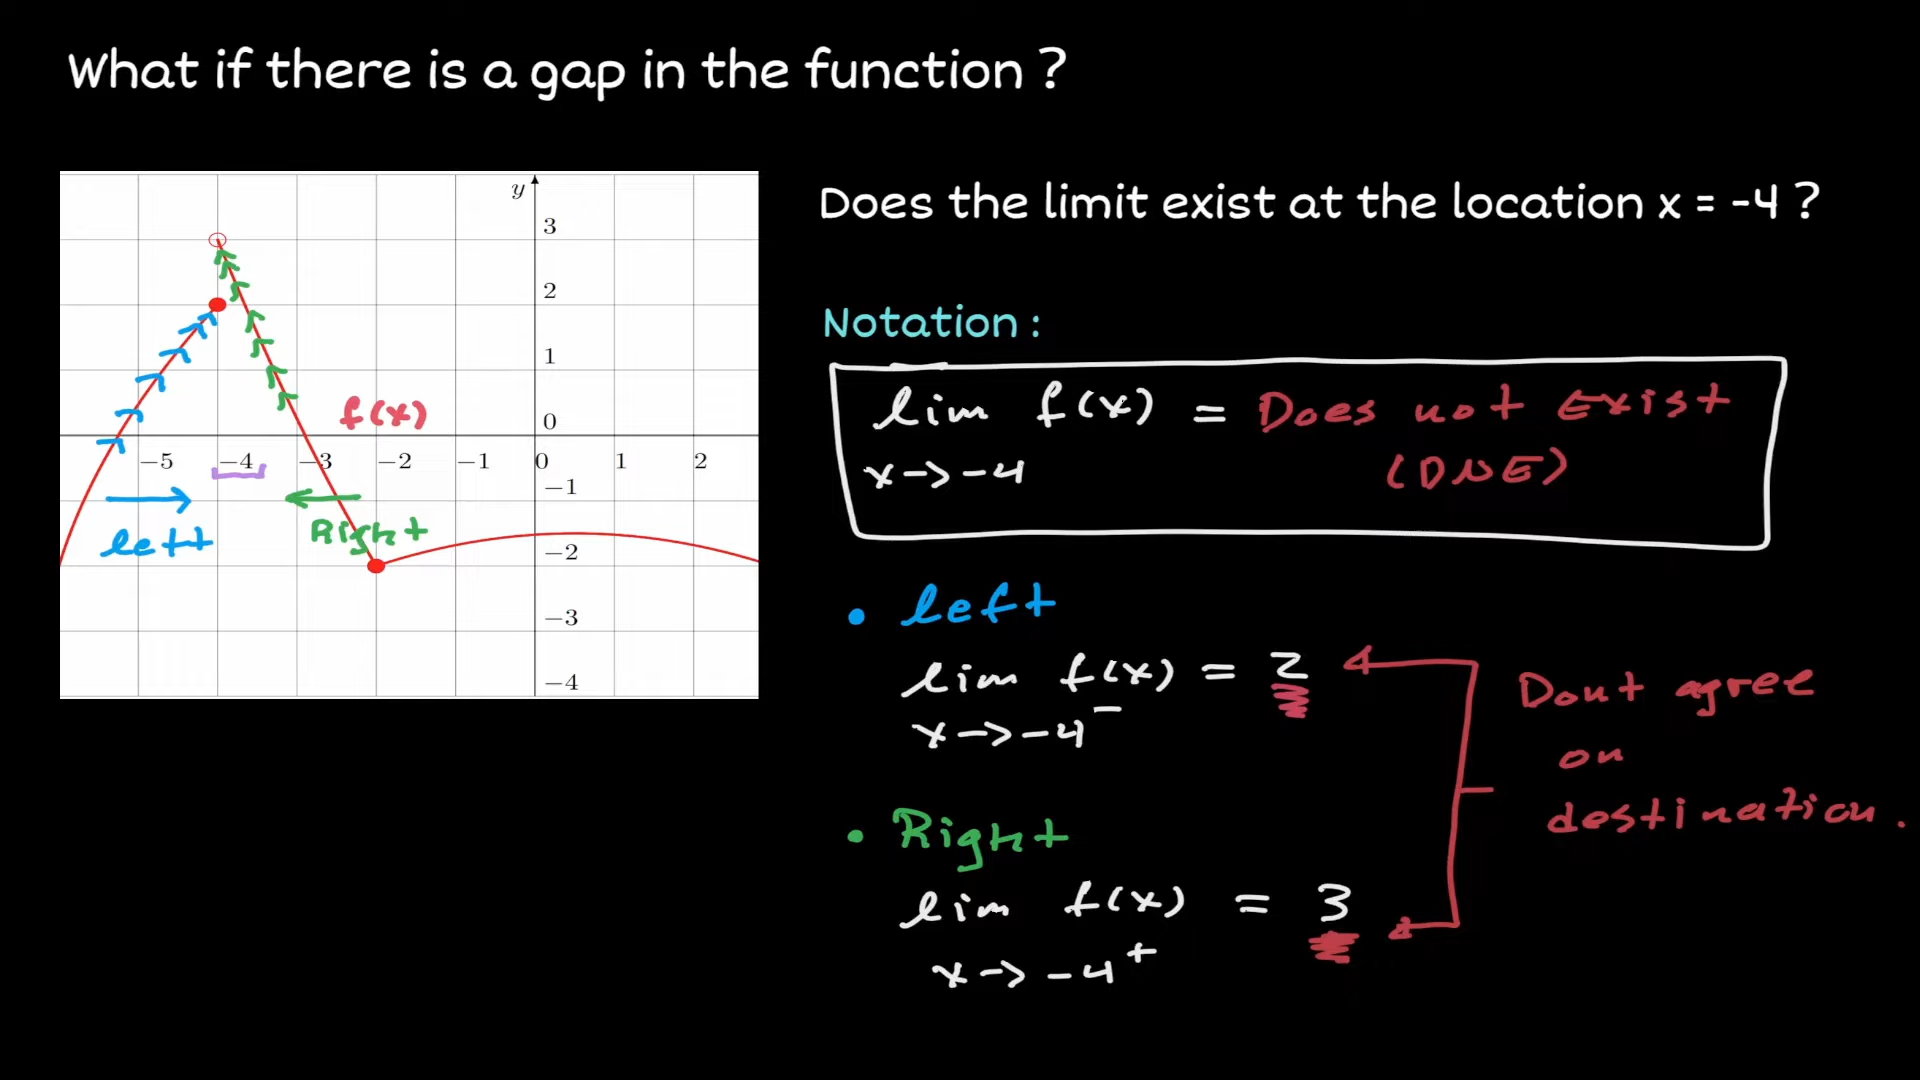 What if there is a gap in the function ?
Does the limit exist at the location x = -4 ?
Notation :
lim f(x) = Does not Exist
x -> -4 (DNE)
y
3
2
1
0
−5 −4 −3 −2 −1 0 1 2
−1
−2
−3
−4
f(x)
left
Right
• left
lim f(x) = 2
x -> -4⁻
• Right
lim f(x) = 3
x -> -4⁺
Dont agree
on
destination.